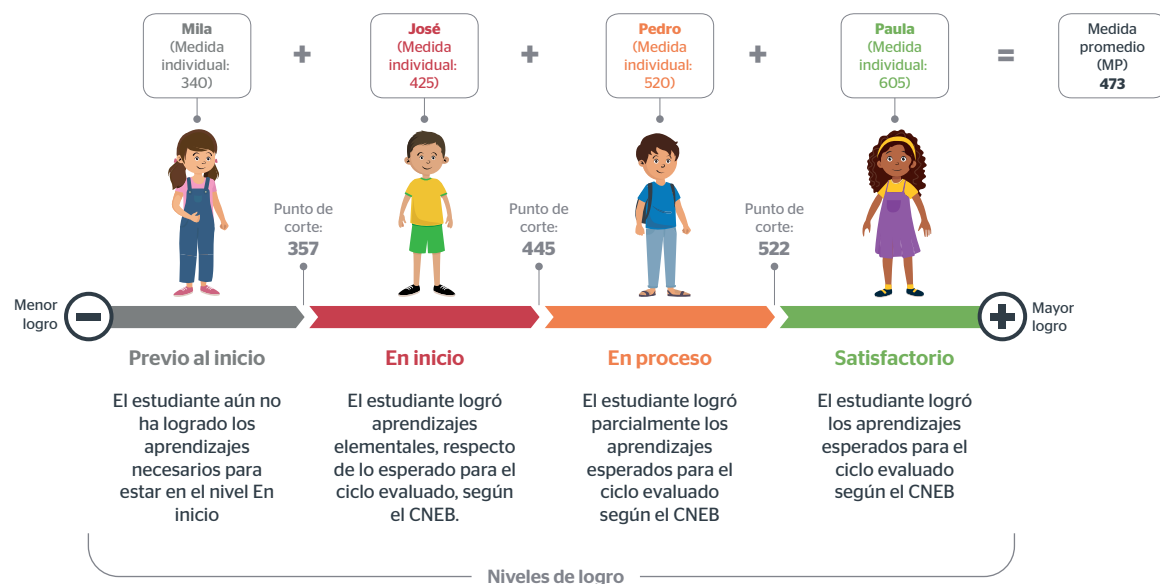 Mila
(Medida
individual:
340)
+
José
(Medida
individual:
425)
+
Pedro
(Medida
individual:
520)
+
Paula
(Medida
individual:
605)
=
Medida
promedio
(MP)
473
Punto de
corte:
357
Punto de
corte:
445
Punto de
corte:
522
Menor
logro
Mayor
logro
Previo al inicio
El estudiante aún no
ha logrado los
aprendizajes
necesarios para
estar en el nivel En
inicio
En inicio
El estudiante logró
aprendizajes
elementales, respecto
de lo esperado para el
ciclo evaluado, según
el CNEB.
En proceso
El estudiante logró
parcialmente los
aprendizajes
esperados para el
ciclo evaluado
según el CNEB
Satisfactorio
El estudiante logró
los aprendizajes
esperados para el
ciclo evaluado
según el CNEB
Niveles de logro